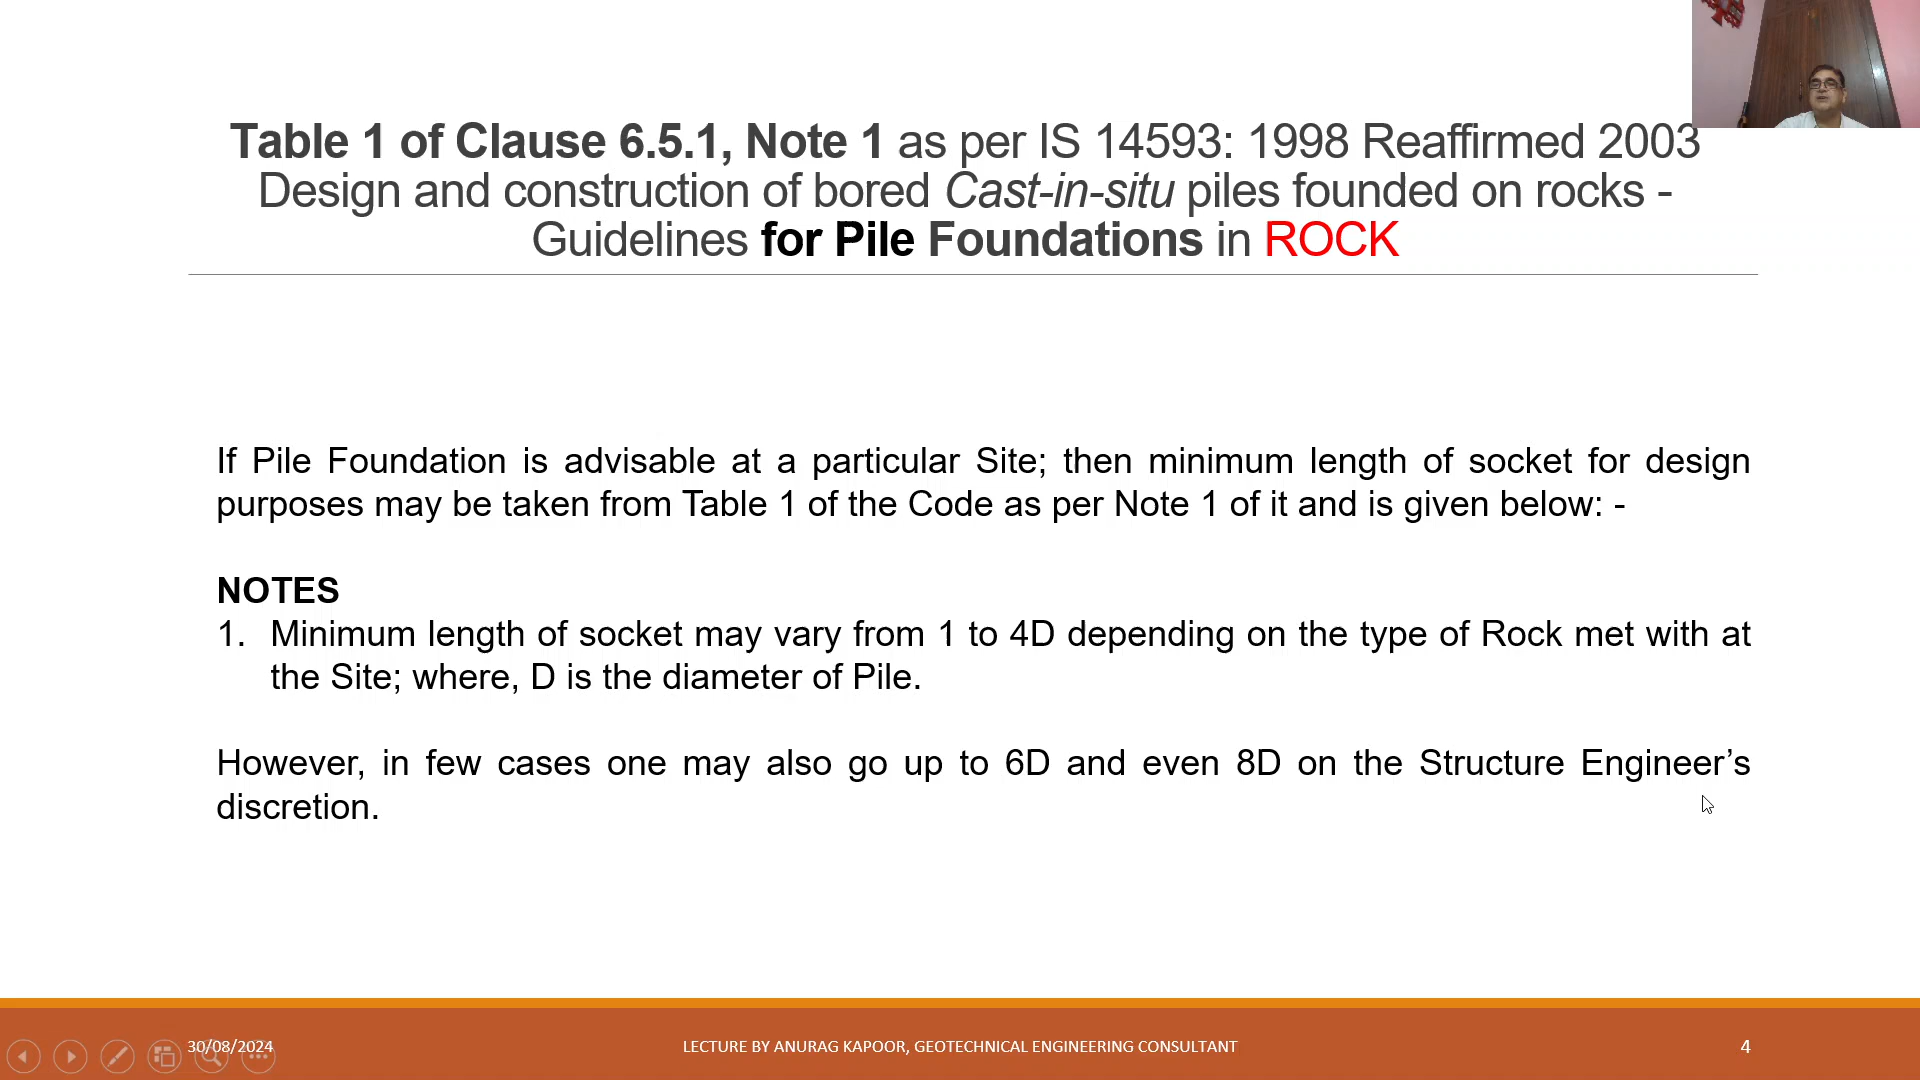 Table 1 of Clause 6.5.1, Note 1 as per IS 14593: 1998 Reaffirmed 2003
Design and construction of bored Cast-in-situ piles founded on rocks -
Guidelines for Pile Foundations in ROCK
If Pile Foundation is advisable at a particular Site; then minimum length of socket for design
purposes may be taken from Table 1 of the Code as per Note 1 of it and is given below: -
NOTES
1. Minimum length of socket may vary from 1 to 4D depending on the type of Rock met with at
the Site; where, D is the diameter of Pile.
However, in few cases one may also go up to 6D and even 8D on the Structure Engineer’s
discretion.
30/08/2024
LECTURE BY ANURAG KAPOOR, GEOTECHNICAL ENGINEERING CONSULTANT
4